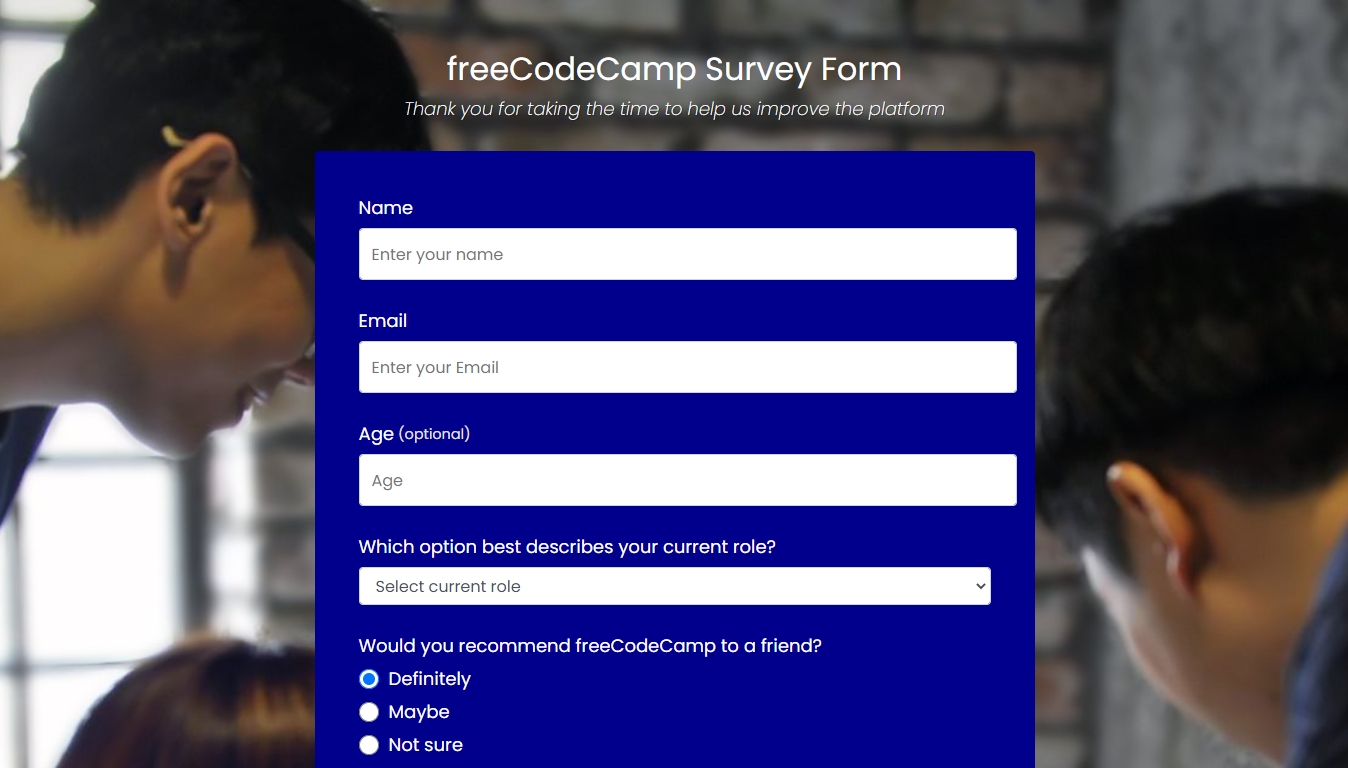 freeCodeCamp Survey Form
Thank you for taking the time to help us improve the platform
Name
Enter your name
Email
Enter your Email
Age (optional)
Age
Which option best describes your current role?
Select current role
Would you recommend freeCodeCamp to a friend?
Definitely
Maybe
Not sure